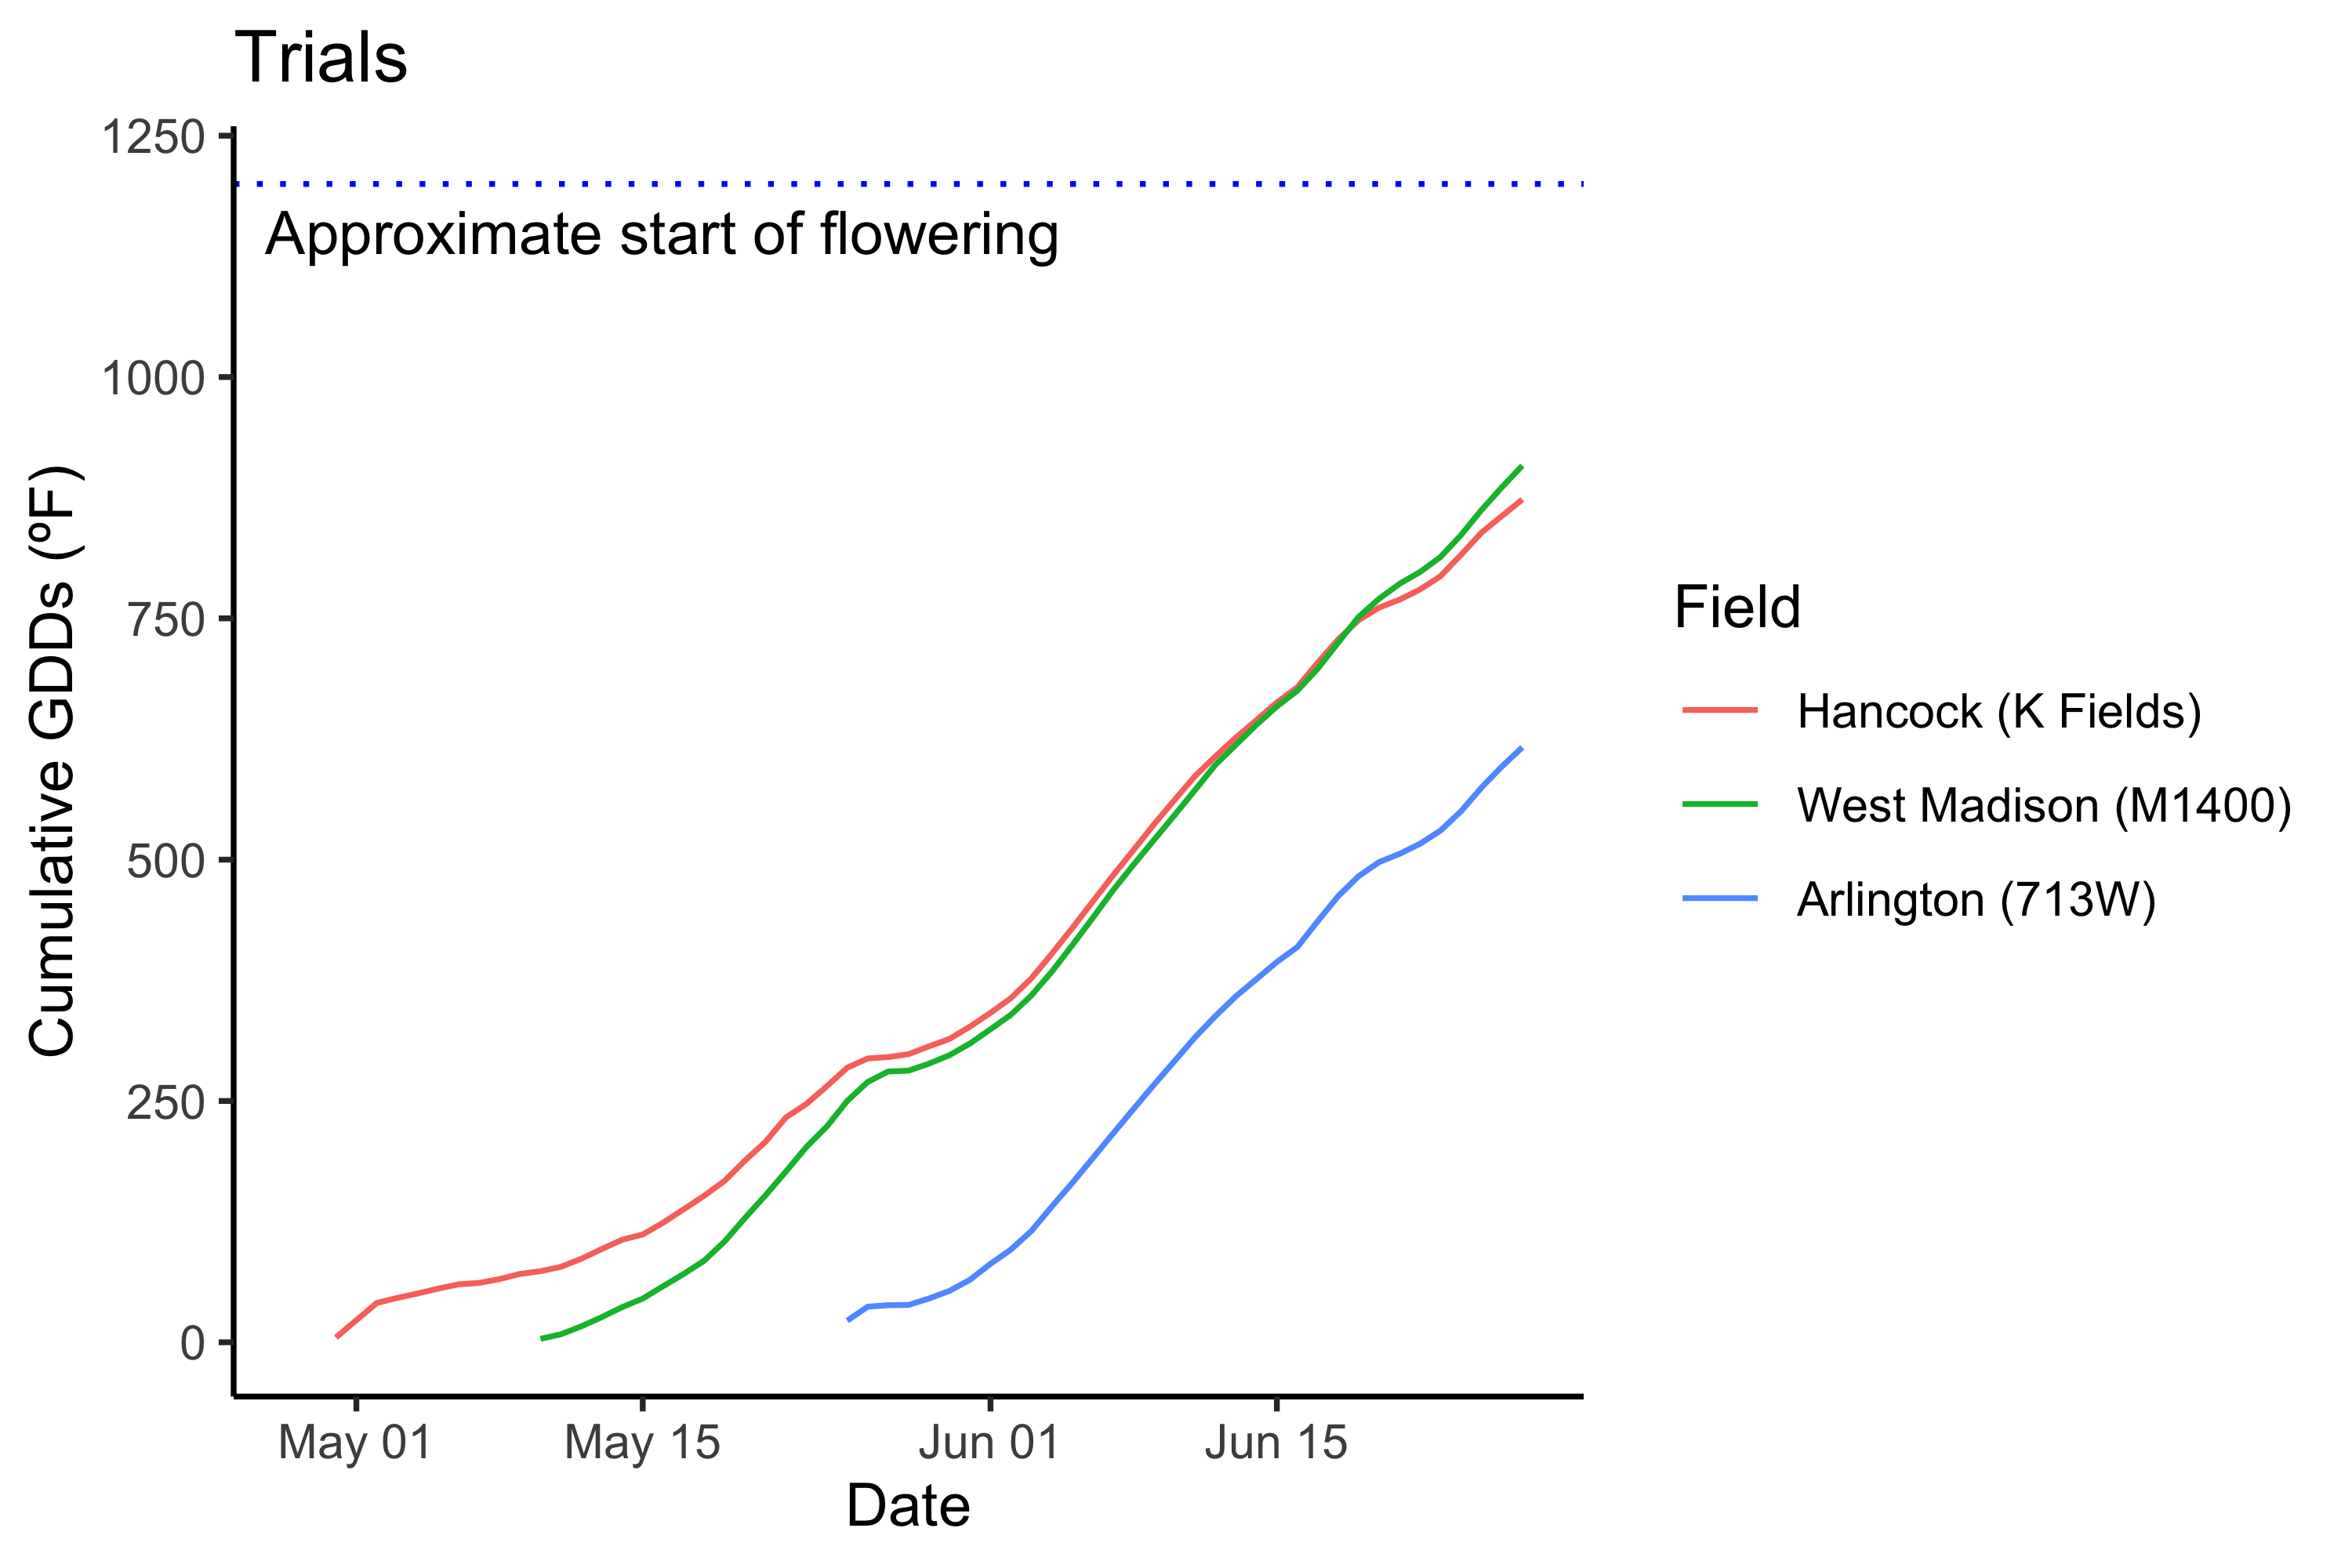 Trials
1250
Approximate start of flowering
1000
750
500
250
0
Cumulative GDDs (ºF)
May 01
May 15
Jun 01
Jun 15
Date
Field
Hancock (K Fields)
West Madison (M1400)
Arlington (713W)